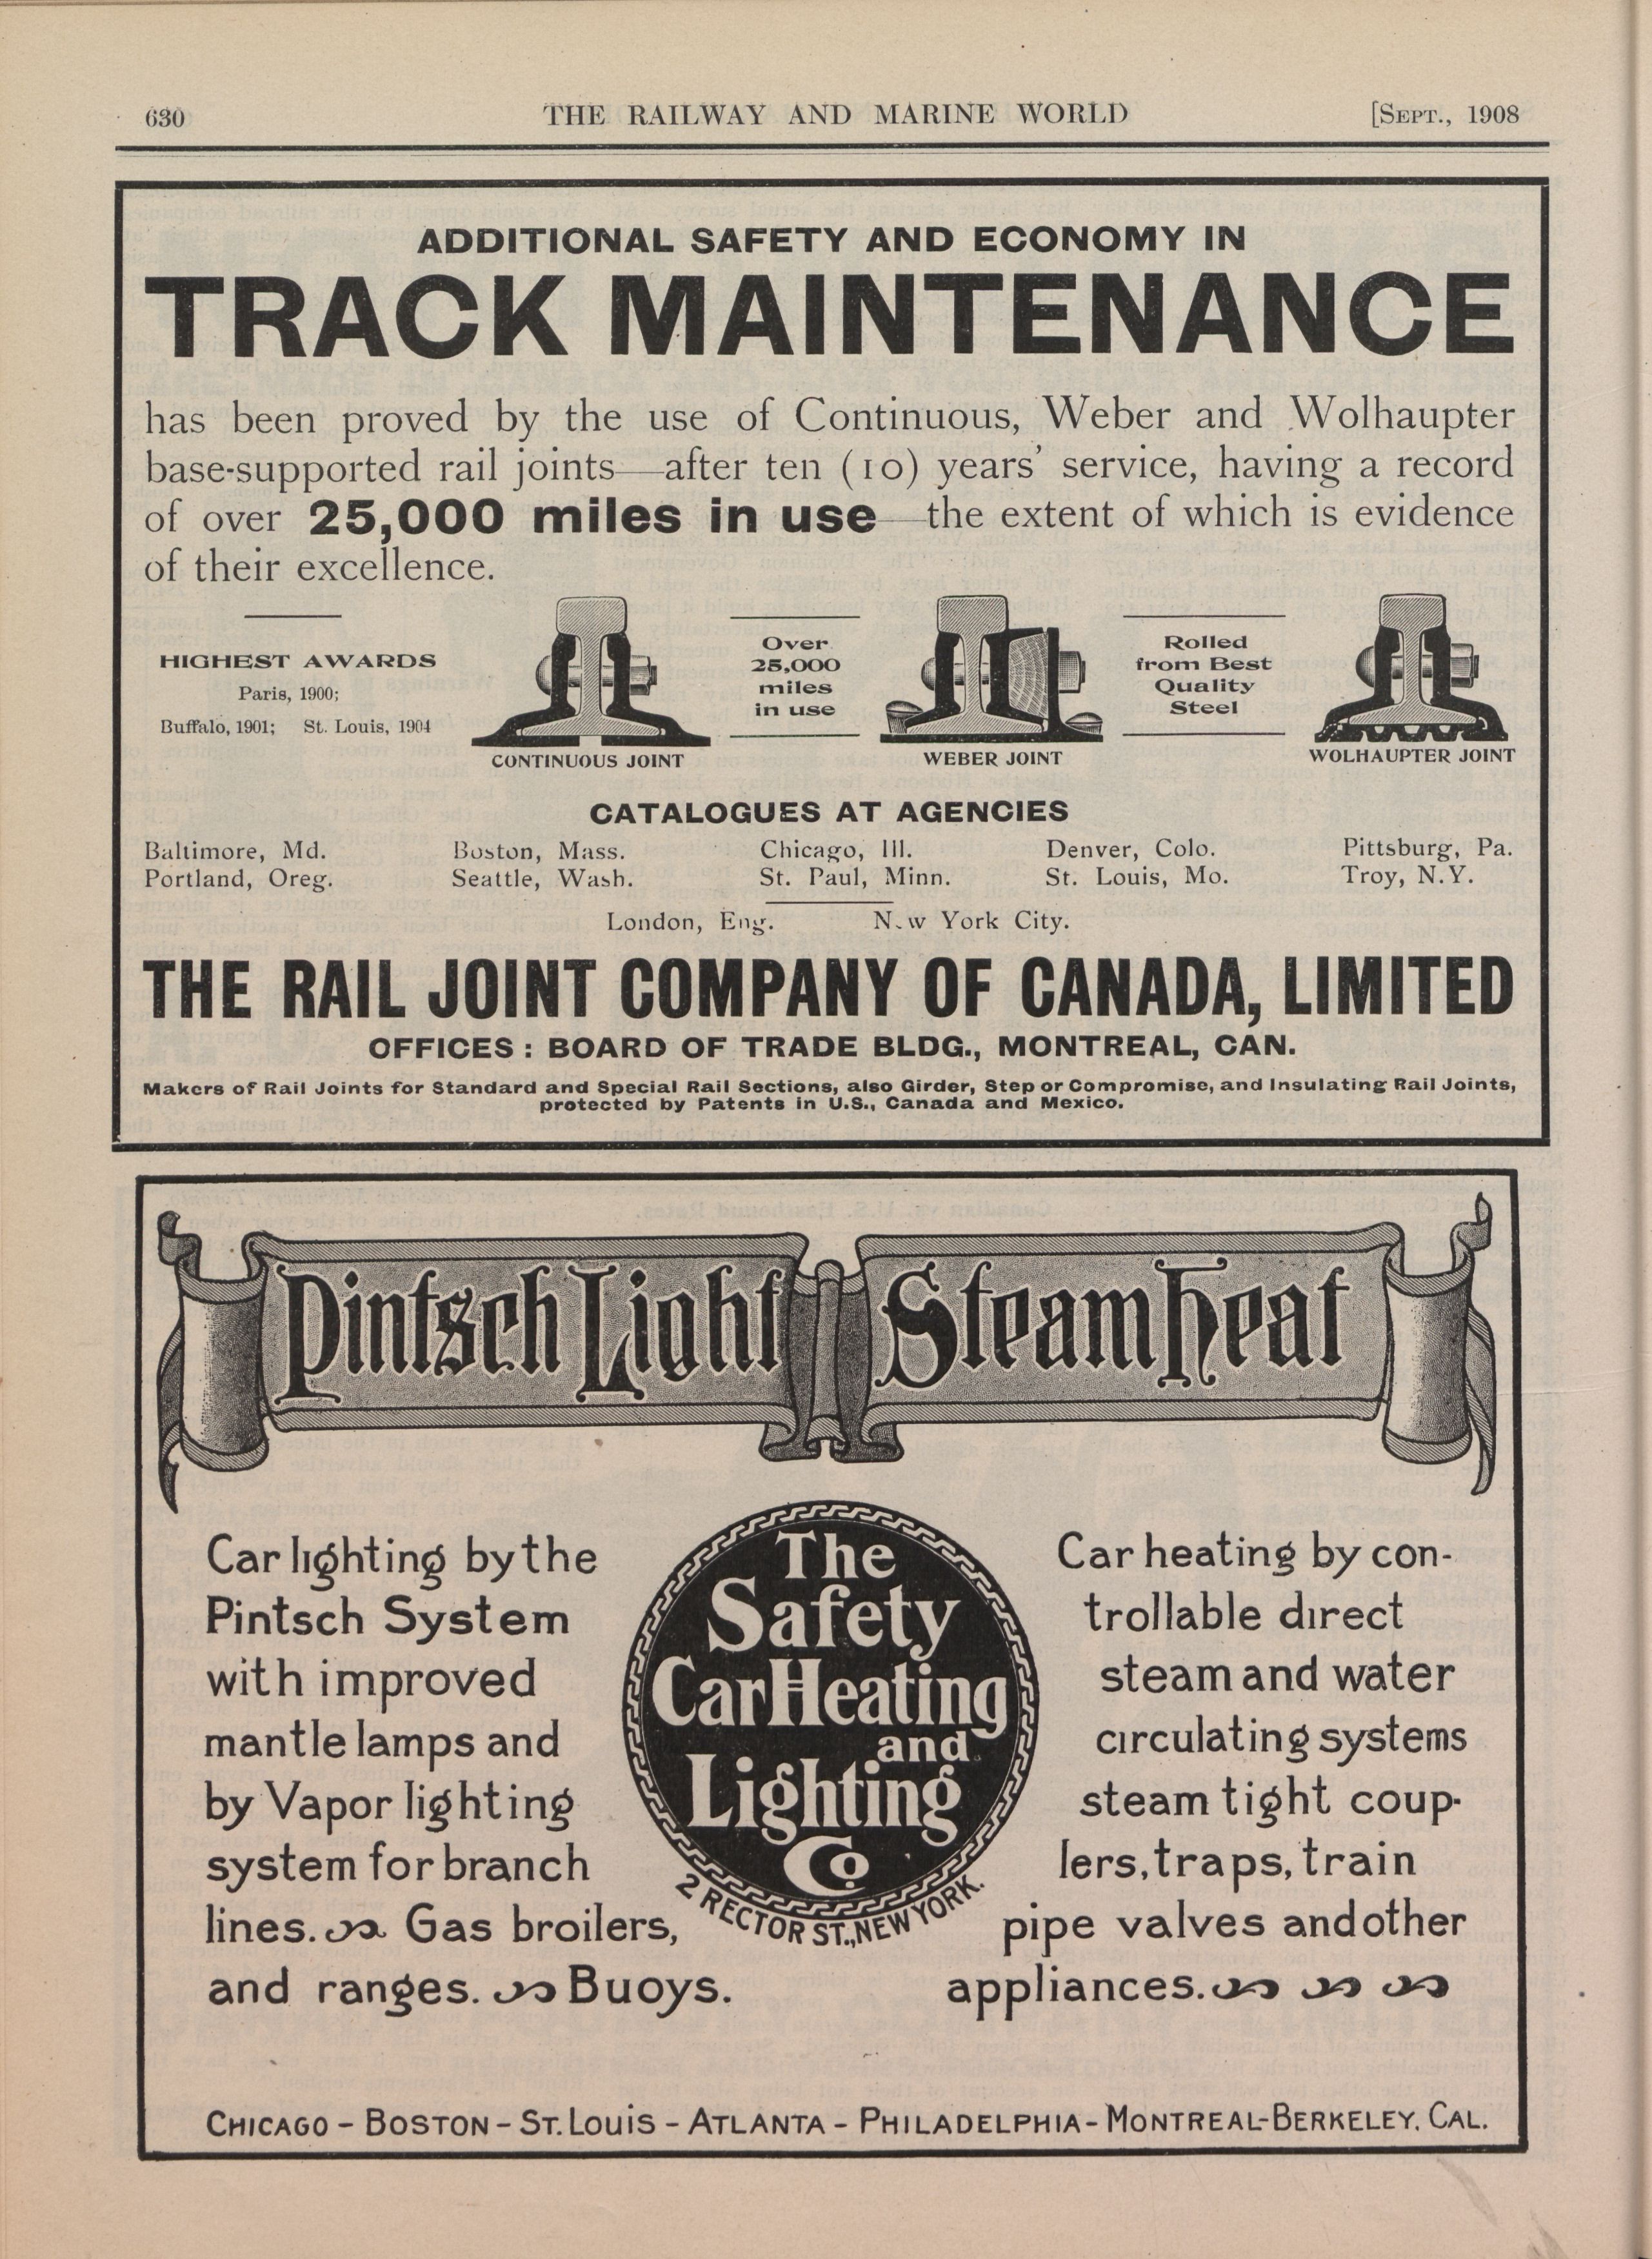 630 THE RAILWAY AND MARINE WORLD [SEPT., 1908
ADDITIONAL SAFETY AND ECONOMY IN
TRACK MAINTENANCE
has been proved by the use of Continuous, Weber and Wolhaupter
base-supported rail joints—after ten (10) years' service, having a record
of over 25,000 miles in use—the extent of which is evidence
of their excellence.
HIGHEST AWARDS
Paris, 1900;
Buffalo, 1901; St. Louis, 1904
CONTINUOUS JOINT
Over
25,000
miles
in use
WEBER JOINT
Rolled
from Best
Quality
Steel
WOLHAUPTER JOINT
CATALOGUES AT AGENCIES
Baltimore, Md. Boston, Mass. Chicago, Ill. Denver, Colo. Pittsburg, Pa.
Portland, Oreg. Seattle, Wash. St. Paul, Minn. St. Louis, Mo. Troy, N.Y.
London, Eng. New York City.
THE RAIL JOINT COMPANY OF CANADA, LIMITED
OFFICES : BOARD OF TRADE BLDG., MONTREAL, CAN.
Makers of Rail Joints for Standard and Special Rail Sections, also Girder, Step or Compromise, and Insulating Rail Joints,
protected by Patents in U.S., Canada and Mexico.
Pintsch Light Steam Heat
Car lighting by the
Pintsch System
with improved
mantle lamps and
by Vapor lighting
system for branch
lines. Gas broilers,
and ranges. Buoys.
The
Safety
Car Heating
and
Lighting
Co.
2 RECTOR ST., NEW YORK.
Car heating by con-
trollable direct
steam and water
circulating systems
steam tight coup-
lers, traps, train
pipe valves and other
appliances.
CHICAGO - BOSTON - ST. LOUIS - ATLANTA - PHILADELPHIA - MONTREAL - BERKELEY. CAL.